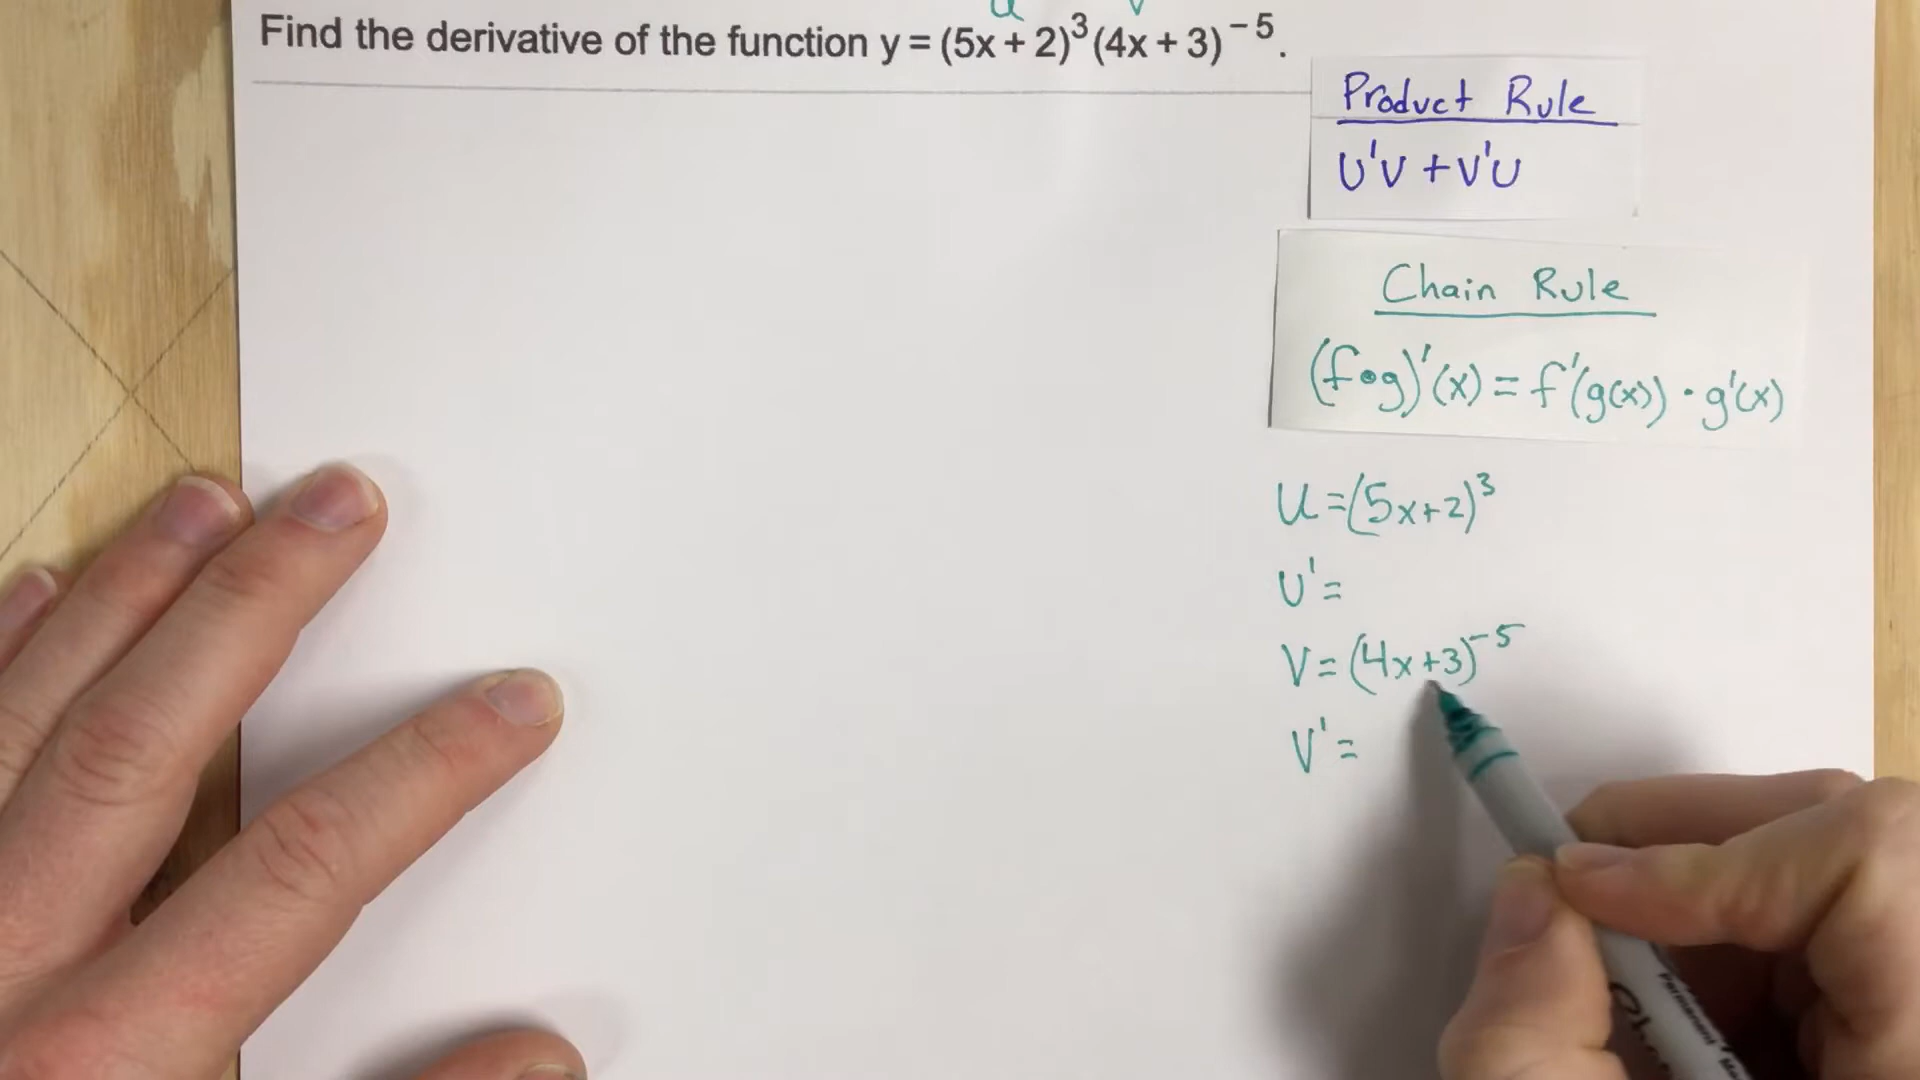 u v
Find the derivative of the function y = (5x + 2)³ (4x + 3)⁻⁵.
Product Rule
U'V + V'U
Chain Rule
(f∘g)'(x) = f'(g(x)) · g'(x)
U = (5x+2)³
U' =
V = (4x+3)⁻⁵
V' =